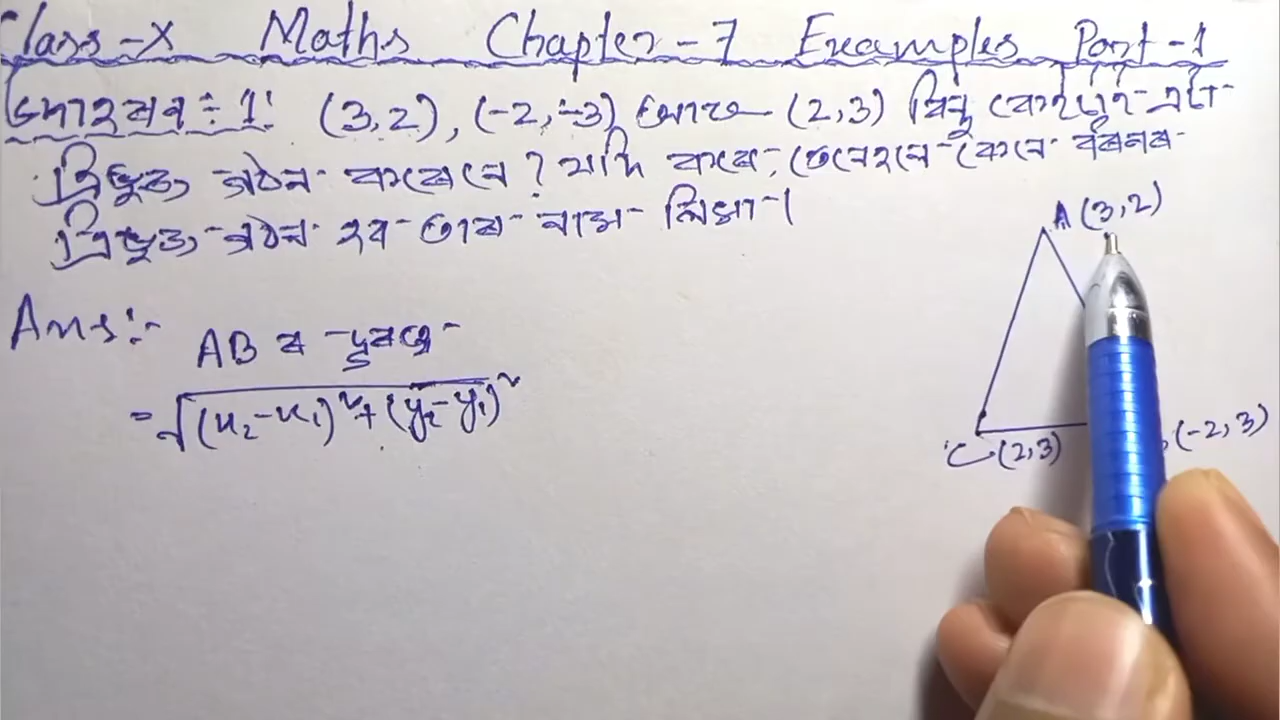 Class-X Maths Chapter-7 Examples Part-1
উদাহৰণ ÷ 1: (3,2), (-2,-3) আৰু (2,3) বিন্দু কেইটাই এটা
ত্ৰিভুজ গঠন কৰেনে? যদি কৰে, তেনেহলে কেনে ধৰণৰ
ত্ৰিভুজ গঠন হব তাৰ নাম লিখা।
A(3,2)
Ans:-
AB ৰ দূৰত্ব
= √(x₂-x₁)²+(y₂-y₁)²
C(2,3)
(-2,3)